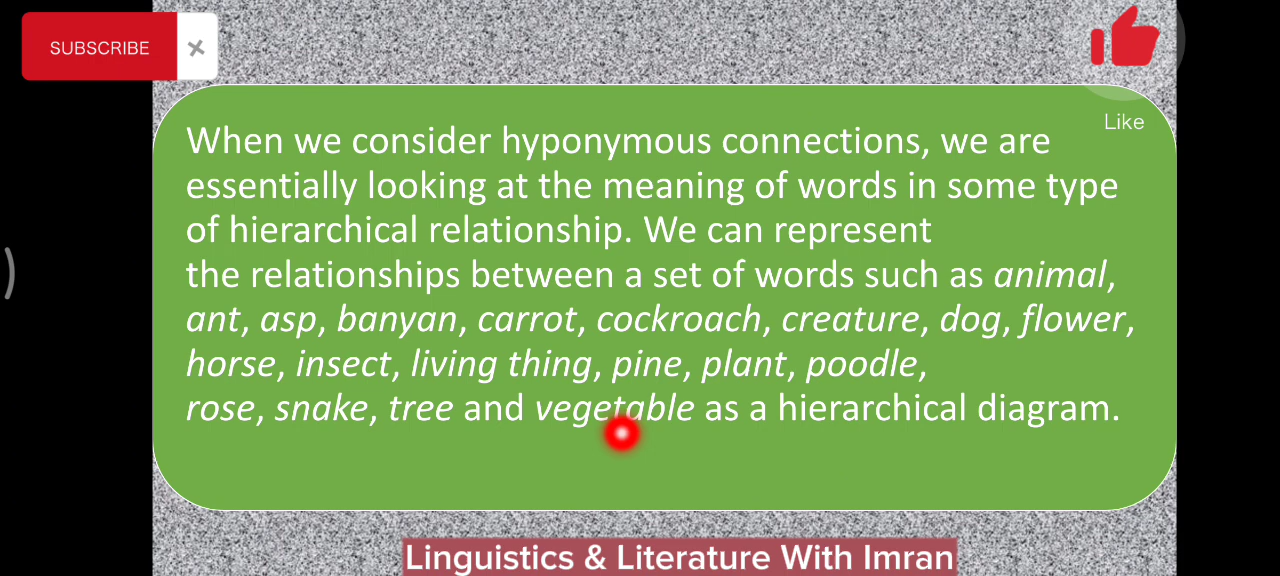 SUBSCRIBE
Like
When we consider hyponymous connections, we are
essentially looking at the meaning of words in some type
of hierarchical relationship. We can represent
the relationships between a set of words such as animal,
ant, asp, banyan, carrot, cockroach, creature, dog, flower,
horse, insect, living thing, pine, plant, poodle,
rose, snake, tree and vegetable as a hierarchical diagram.
Linguistics & Literature With Imran